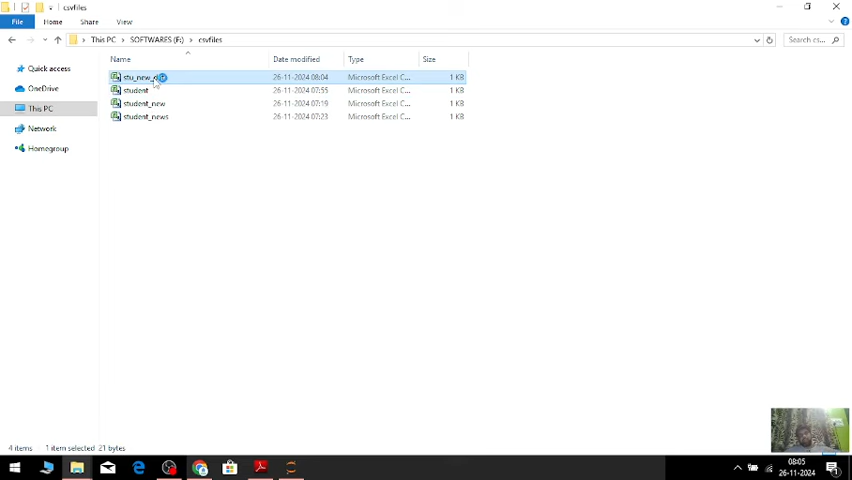 File Home Share View
This PC SOFTWARES (F:) csvfiles Search cs...
Name Date modified Type Size
Quick access
OneDrive
This PC
Network
Homegroup
26-11-2024 08:04 Microsoft Excel C... 1 KB
student 26-11-2024 07:55 Microsoft Excel C... 1 KB
student_new 26-11-2024 07:19 Microsoft Excel C... 1 KB
student_news 26-11-2024 07:23 Microsoft Excel C... 1 KB
4 items 1 item selected 21 bytes
08:05
26-11-2024